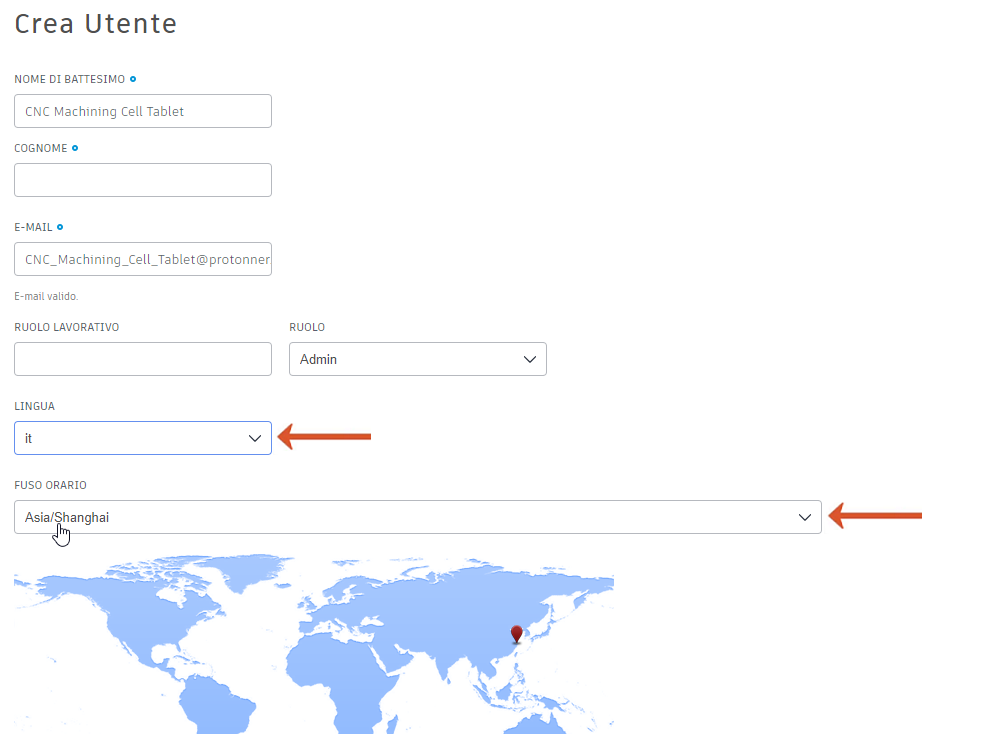 Crea Utente
NOME DI BATTESIMO
CNC Machining Cell Tablet
COGNOME
E-MAIL
CNC_Machining_Cell_Tablet@protonner
E-mail valido.
RUOLO LAVORATIVO RUOLO
Admin
LINGUA
it
FUSO ORARIO
Asia/Shanghai